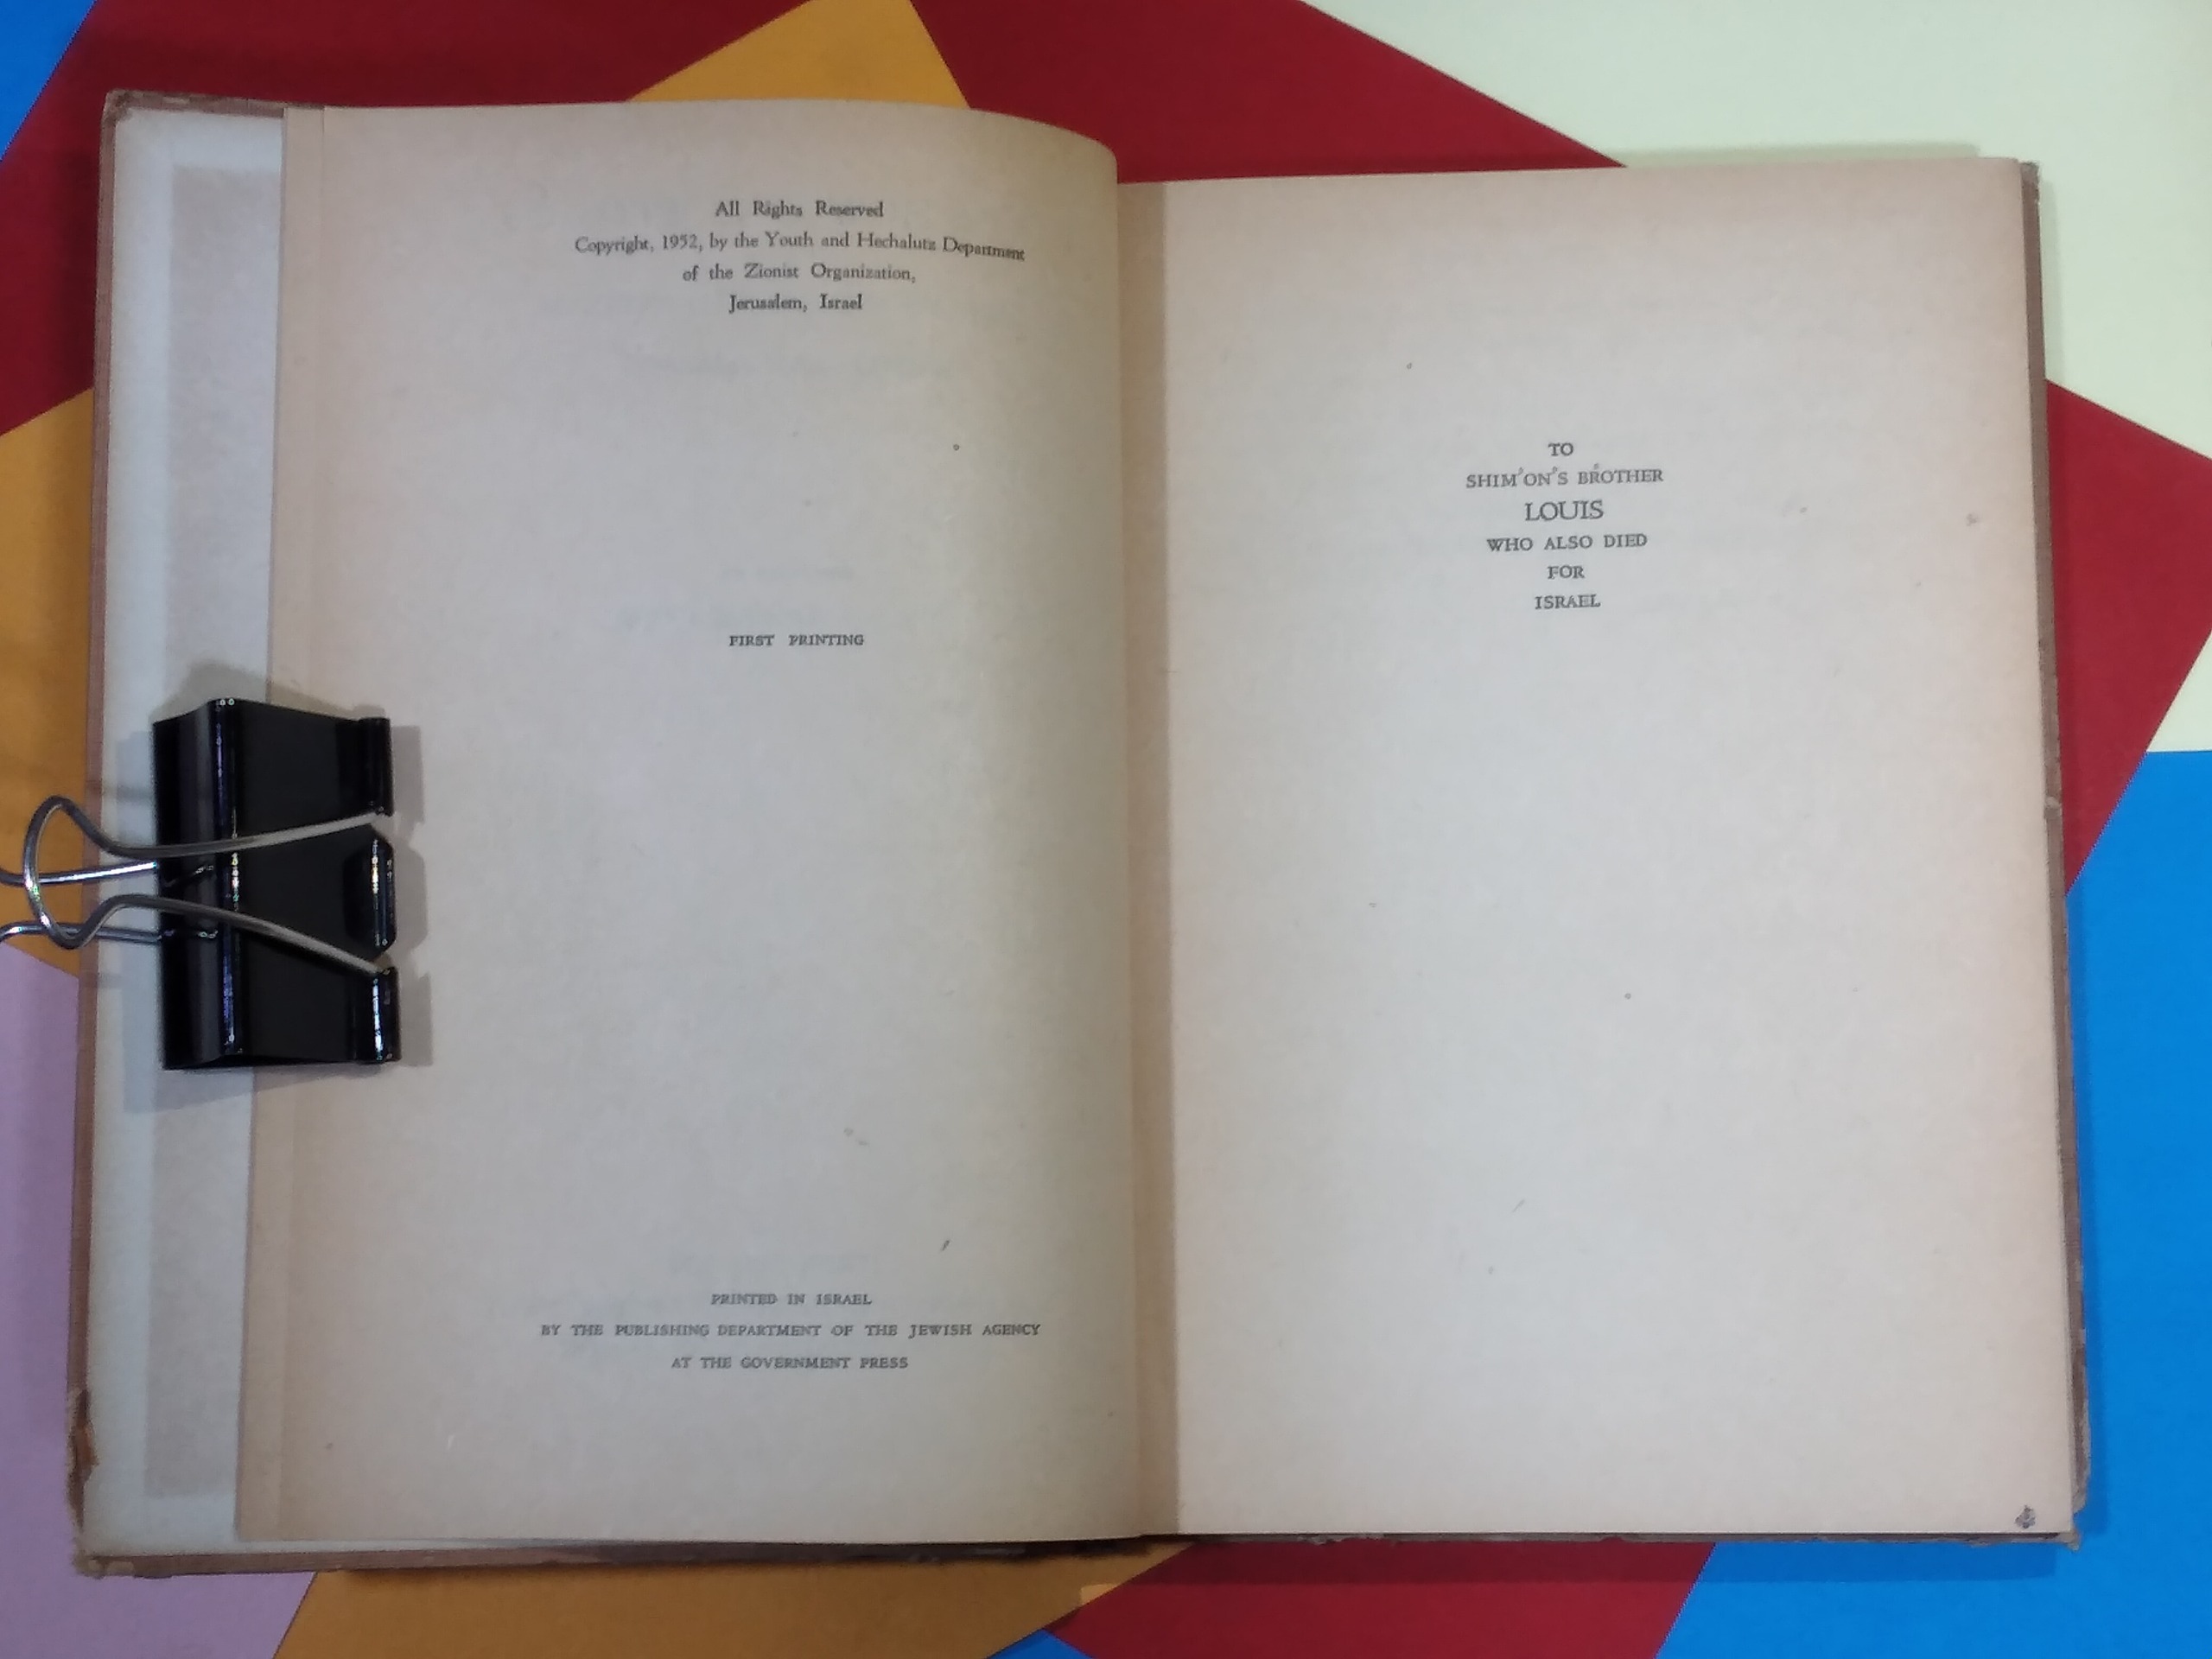 All Rights Reserved
Copyright, 1952, by the Youth and Hechalutz Department
of the Zionist Organization,
Jerusalem, Israel
FIRST PRINTING
PRINTED IN ISRAEL
BY THE PUBLISHING DEPARTMENT OF THE JEWISH AGENCY
AT THE GOVERNMENT PRESS
TO
SHIM'ON'S BROTHER
LOUIS
WHO ALSO DIED
FOR
ISRAEL